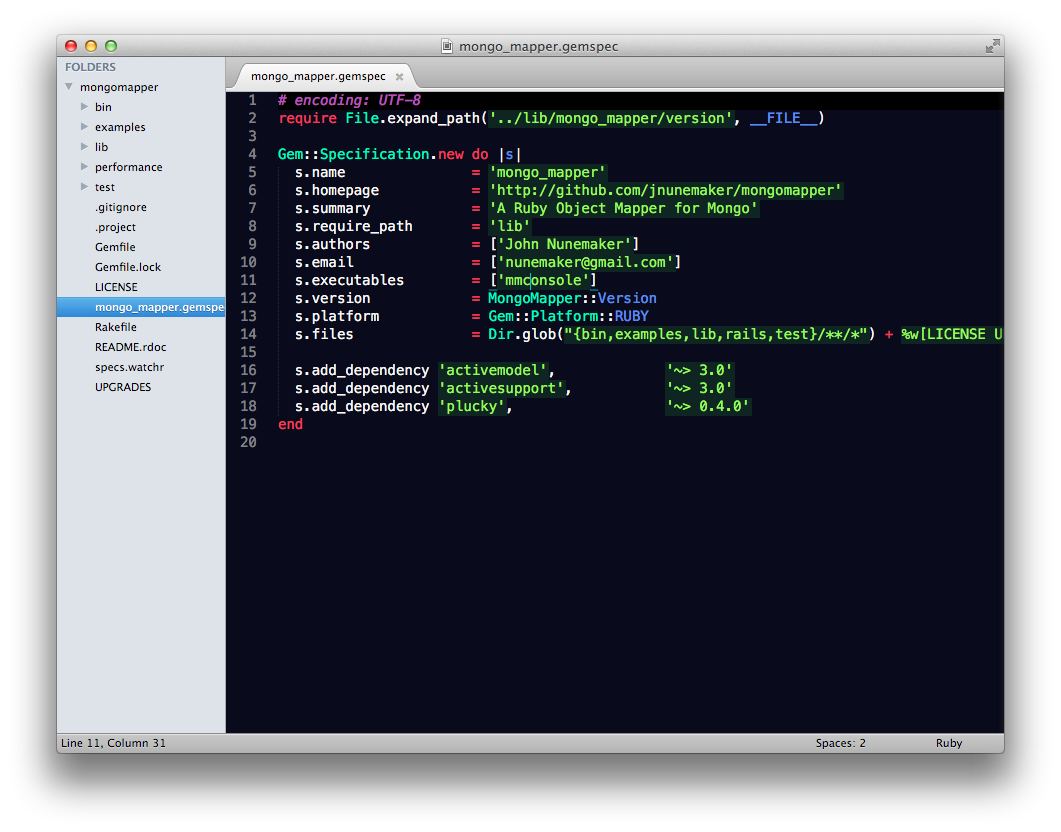 mongo_mapper.gemspec
FOLDERS
mongomapper
bin
examples
lib
performance
test
.gitignore
.project
Gemfile
Gemfile.lock
LICENSE
mongo_mapper.gemspe
Rakefile
README.rdoc
specs.watchr
UPGRADES
mongo_mapper.gemspec ×
1 # encoding: UTF-8
2 require File.expand_path('../lib/mongo_mapper/version', __FILE__)
3
4 Gem::Specification.new do |s|
5   s.name               = 'mongo_mapper'
6   s.homepage           = 'http://github.com/jnunemaker/mongomapper'
7   s.summary            = 'A Ruby Object Mapper for Mongo'
8   s.require_path       = 'lib'
9   s.authors            = ['John Nunemaker']
10   s.email              = ['nunemaker@gmail.com']
11   s.executables        = ['mmconsole']
12   s.version            = MongoMapper::Version
13   s.platform           = Gem::Platform::RUBY
14   s.files              = Dir.glob("{bin,examples,lib,rails,test}/**/*") + %w[LICENSE U
15
16   s.add_dependency 'activemodel',             '~> 3.0'
17   s.add_dependency 'activesupport',           '~> 3.0'
18   s.add_dependency 'plucky',                  '~> 0.4.0'
19 end
20
Line 11, Column 31
Spaces: 2
Ruby